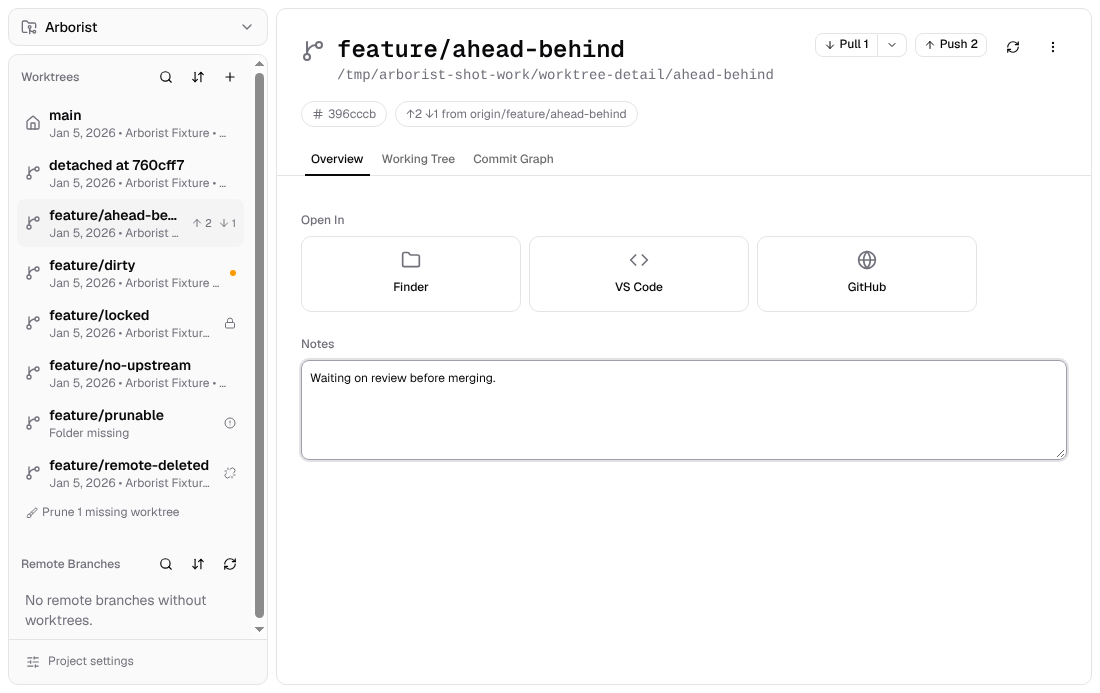 Arborist
Worktrees
main
Jan 5, 2026 • Arborist Fixture • ...
detached at 760cff7
Jan 5, 2026 • Arborist Fixture • ...
feature/ahead-be...
Jan 5, 2026 • Arborist ...
↑ 2 ↓ 1
feature/dirty
Jan 5, 2026 • Arborist Fixture ...
feature/locked
Jan 5, 2026 • Arborist Fixtur...
feature/no-upstream
Jan 5, 2026 • Arborist Fixture • ...
feature/prunable
Folder missing
feature/remote-deleted
Jan 5, 2026 • Arborist Fixtur...
Prune 1 missing worktree
Remote Branches
No remote branches without
worktrees.
Project settings
feature/ahead-behind
/tmp/arborist-shot-work/worktree-detail/ahead-behind
↓ Pull 1
↑ Push 2
# 396cccb
↑2 ↓1 from origin/feature/ahead-behind
Overview
Working Tree
Commit Graph
Open In
Finder
VS Code
GitHub
Notes
Waiting on review before merging.